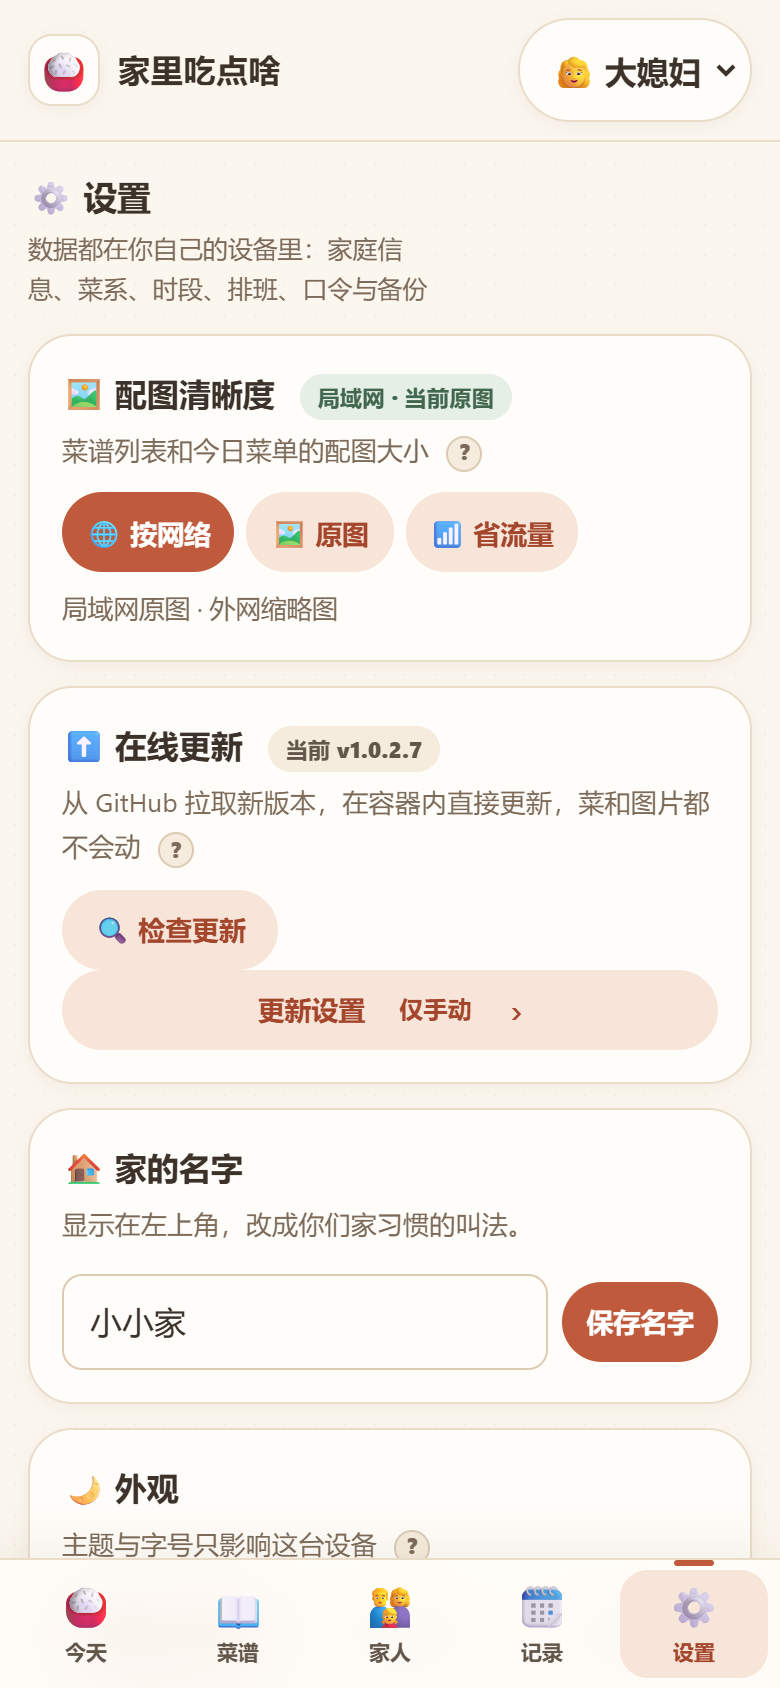 家里吃点啥
大媳妇
设置
数据都在你自己的设备里：家庭信
息、菜系、时段、排班、口令与备份
配图清晰度
局域网 · 当前原图
菜谱列表和今日菜单的配图大小 ?
按网络
原图
省流量
局域网原图 · 外网缩略图
在线更新
当前 v1.0.2.7
从 GitHub 拉取新版本，在容器内直接更新，菜和图片都
不会动 ?
检查更新
更新设置 仅手动 ›
家的名字
显示在左上角，改成你们家习惯的叫法。
小小家
保存名字
外观
主题与字号只影响这台设备 ?
今天
菜谱
家人
记录
设置